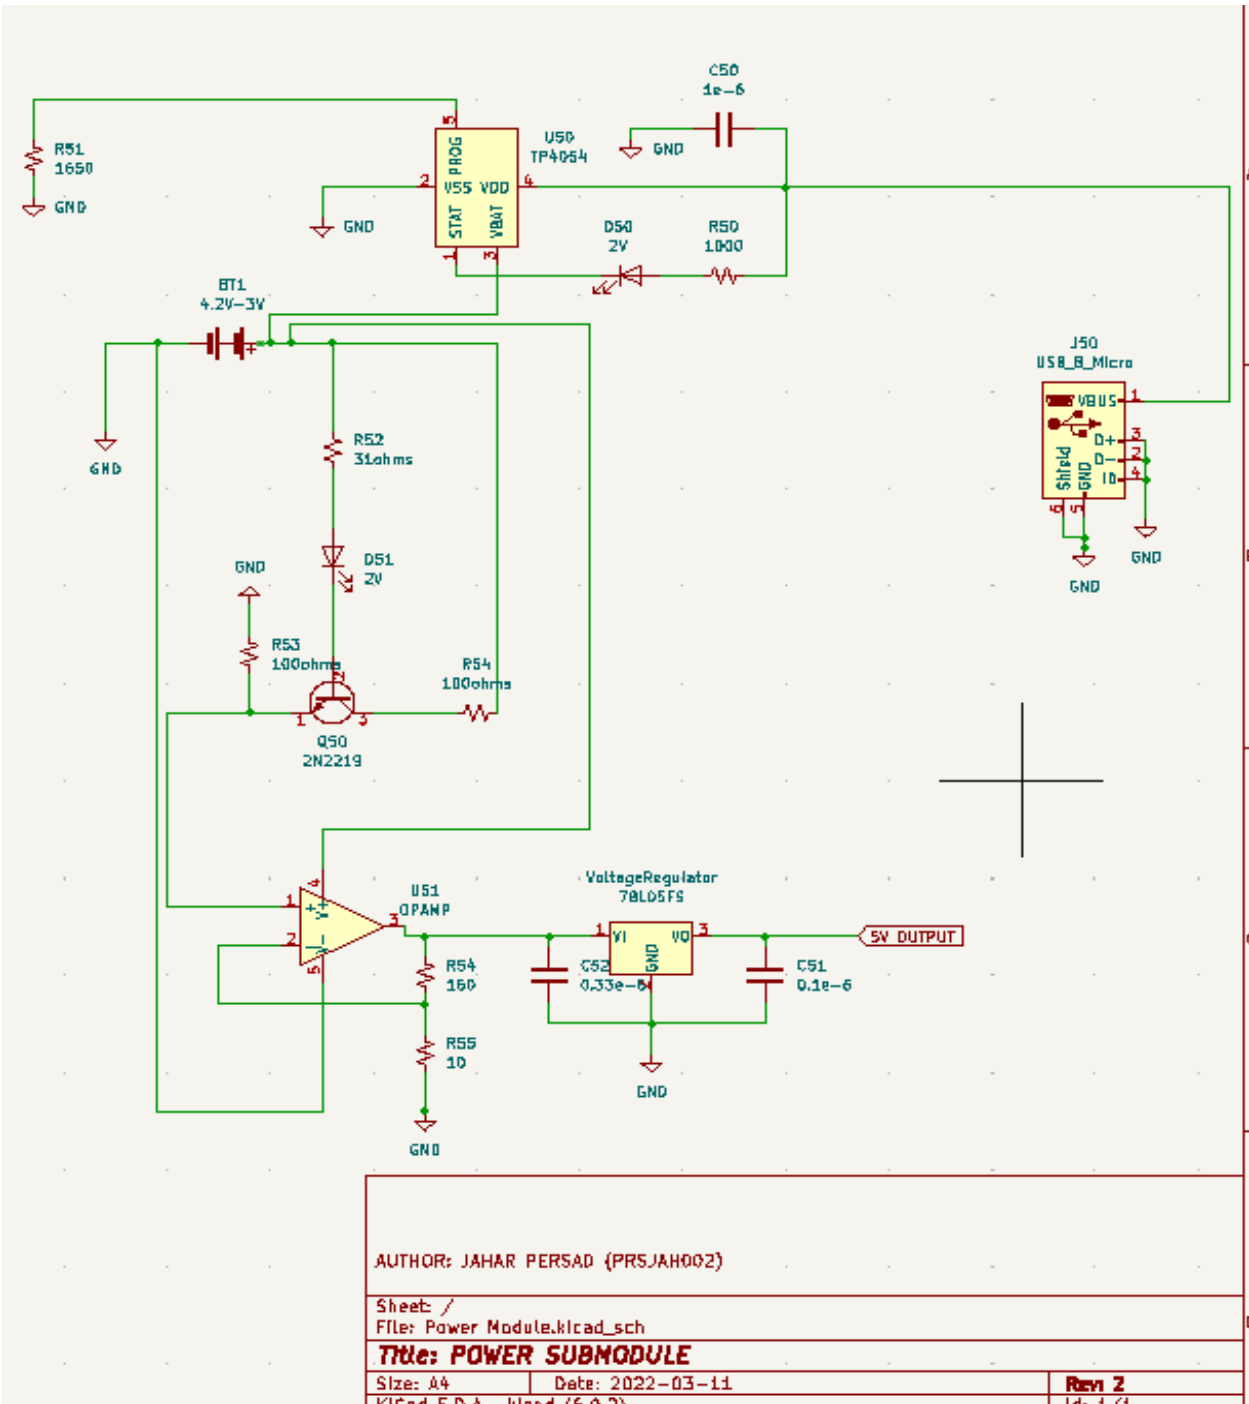 C50
1e-6
GND
U50
TP4054
5
PROG
2
VSS
VDD
4
STAT
VBAT
1
3
R51
1650
GND
GND
D50
2V
R50
1000
BT1
4.2V-3V
+
GND
J50
USB_B_Micro
VBUS
1
D+
3
D-
2
ID
4
Shield
GND
6
5
GND
GND
R52
31ohms
D51
2V
GND
R53
100ohms
R54
100ohms
2
1
3
Q50
2N2219
4
U51
OPAMP
1
+
V+
3
2
-
V-
5
VoltageRegulator
78L05FS
1
VI
VO
3
GND
2
5V OUTPUT
R54
160
C52
0.33e-6
C51
0.1e-6
R55
10
GND
GND
AUTHOR: JAHAR PERSAD (PRSJAH002)
Sheet: /
File: Power Module.kicad_sch
Title: POWER SUBMODULE
Size: A4
Date: 2022-03-11
Rev: 2